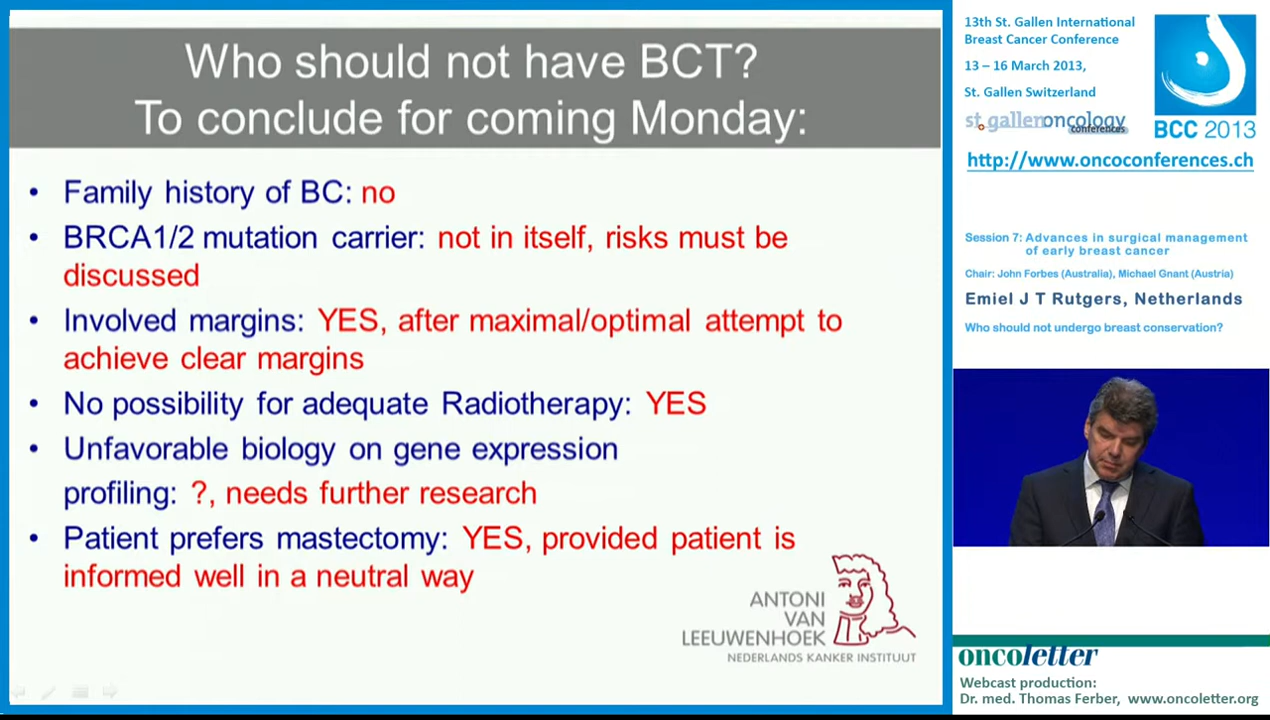 Who should not have BCT?
To conclude for coming Monday:
• Family history of BC: no
• BRCA1/2 mutation carrier: not in itself, risks must be
discussed
• Involved margins: YES, after maximal/optimal attempt to
achieve clear margins
• No possibility for adequate Radiotherapy: YES
• Unfavorable biology on gene expression
profiling: ?, needs further research
• Patient prefers mastectomy: YES, provided patient is
informed well in a neutral way
ANTONI
VAN
LEEUWENHOEK
NEDERLANDS KANKER INSTITUUT
13th St. Gallen International
Breast Cancer Conference
13 – 16 March 2013,
St. Gallen Switzerland
st.gallenoncology
conferences
BCC 2013
http://www.oncoconferences.ch
Session 7: Advances in surgical management
of early breast cancer
Chair: John Forbes (Australia), Michael Gnant (Austria)
Emiel J T Rutgers, Netherlands
Who should not undergo breast conservation?
oncoletter
Webcast production:
Dr. med. Thomas Ferber, www.oncoletter.org